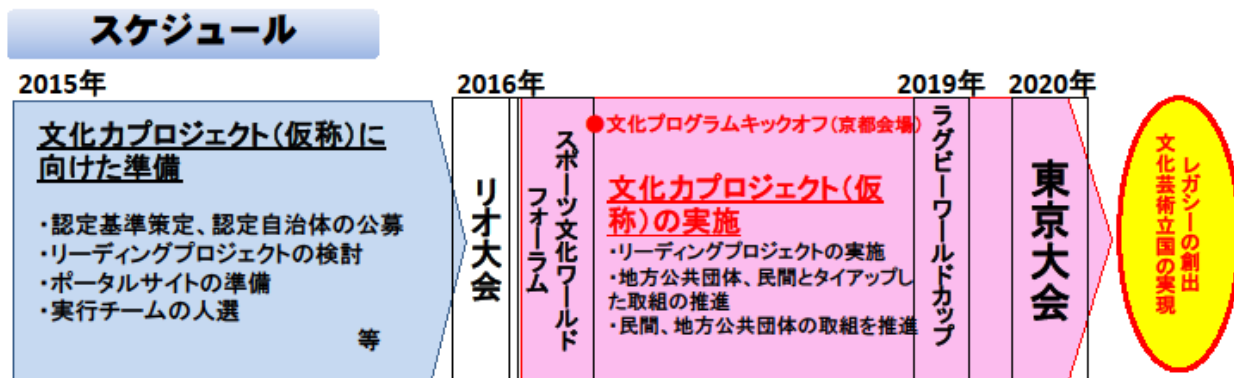 スケジュール
2015年
2016年
2019年
2020年
文化力プロジェクト(仮称)に
向けた準備
・認定基準策定、認定自治体の公募
・リーディングプロジェクトの検討
・ポータルサイトの準備
・実行チームの人選
等
リオ大会
スポーツ文化ワールド
フォーラム
●文化プログラムキックオフ(京都会場)
文化力プロジェクト(仮
称)の実施
・リーディングプロジェクトの実施
・地方公共団体、民間とタイアップし
た取組の推進
・民間、地方公共団体の取組を推進
ラグビーワールドカップ
東京大会
レガシーの創出
文化芸術立国の実現